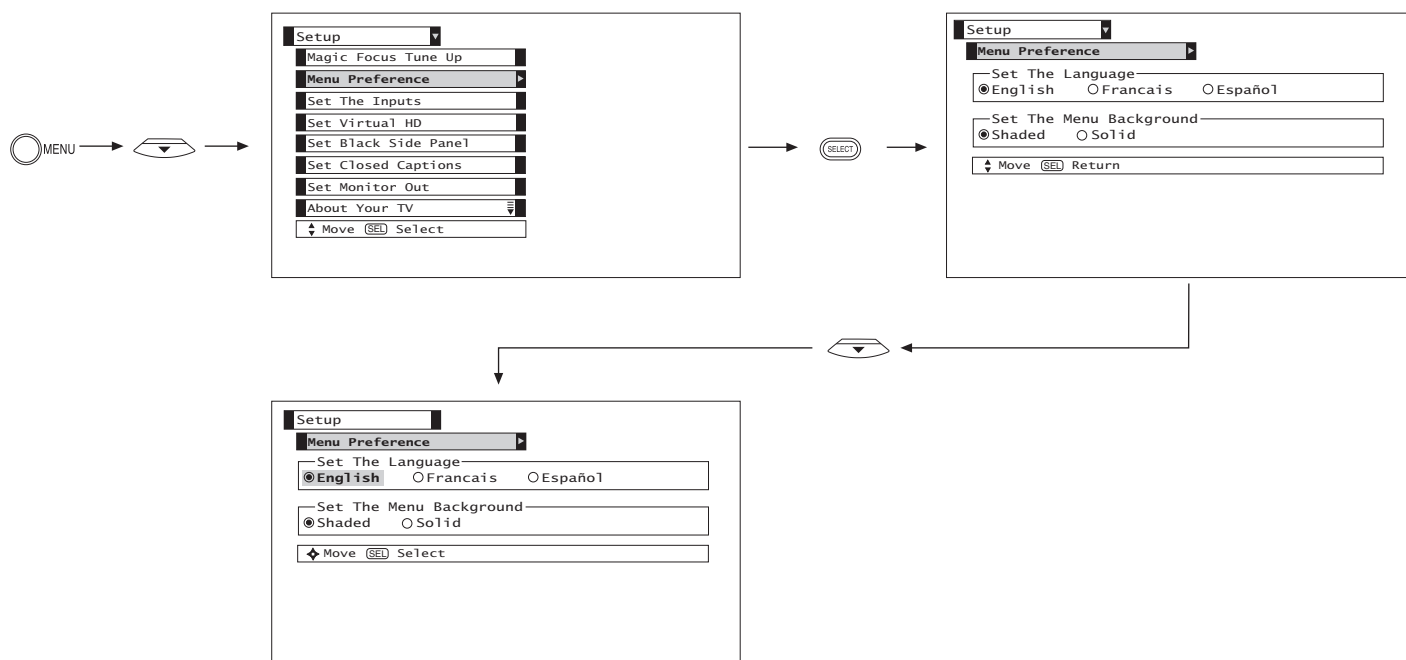 MENU
Setup
Magic Focus Tune Up
Menu Preference
Set The Inputs
Set Virtual HD
Set Black Side Panel
Set Closed Captions
Set Monitor Out
About Your TV
Move SEL Select
SELECT
Setup
Menu Preference
Set The Language
English Francais Español
Set The Menu Background
Shaded Solid
Move SEL Return
Setup
Menu Preference
Set The Language
English Francais Español
Set The Menu Background
Shaded Solid
Move SEL Select